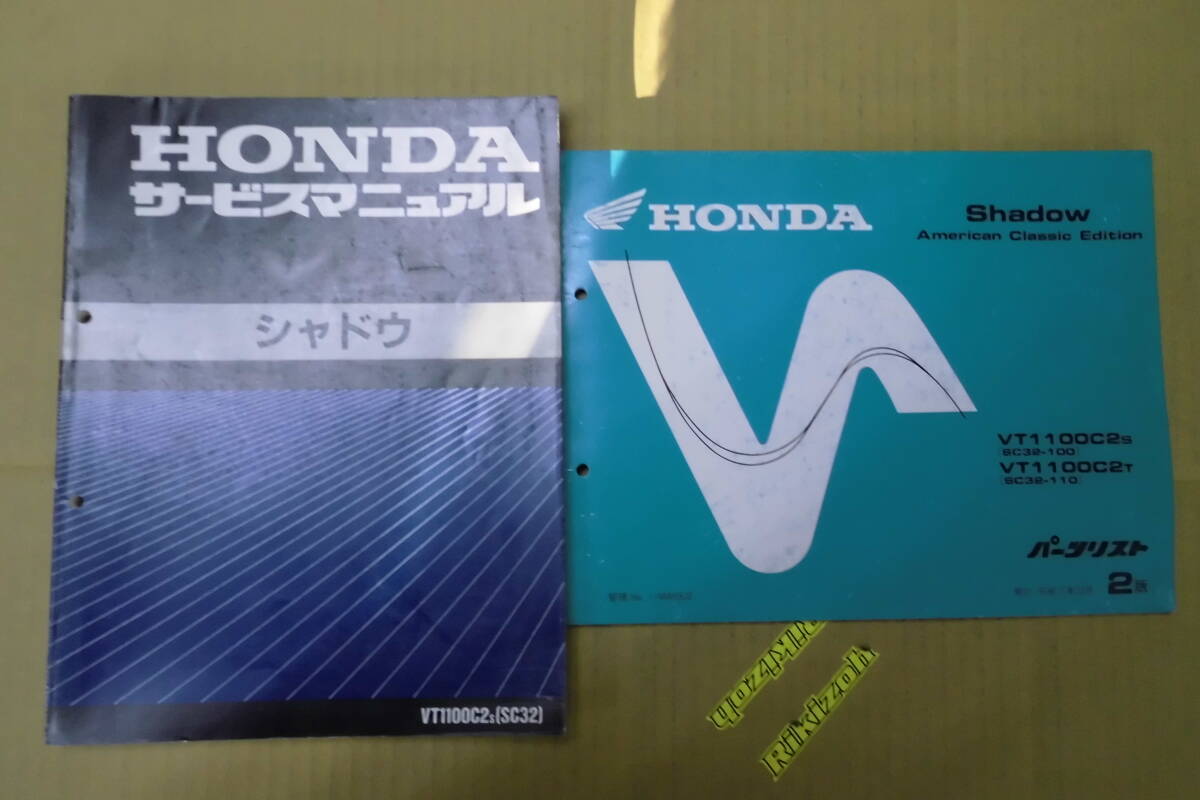 HONDA
サービスマニュアル
シャドウ
VT1100C2s(SC32)
HONDA
Shadow
American Classic Edition
VT1100C2s
[SC32-100]
VT1100C2T
[SC32-110]
パーツリスト
2版
Rikizoh